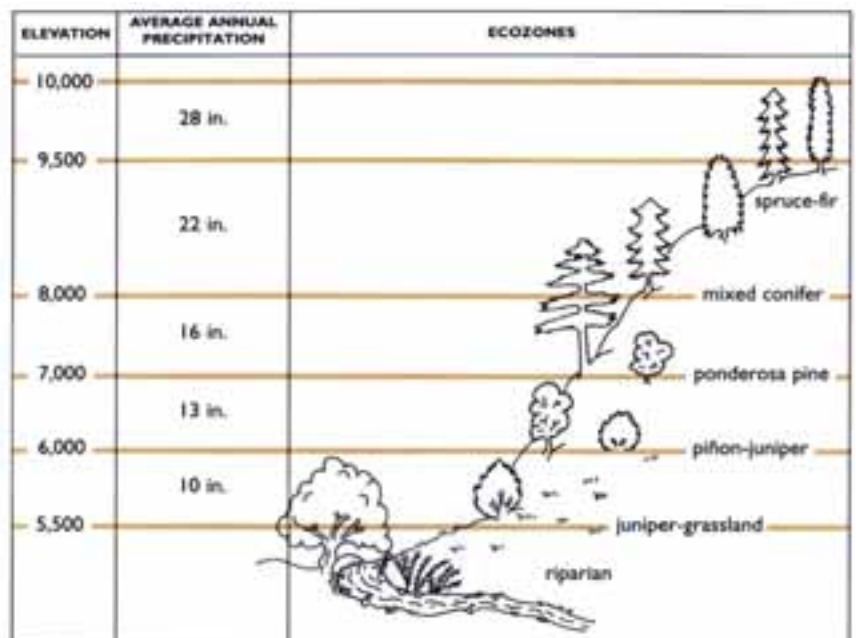 ELEVATION
AVERAGE ANNUAL
PRECIPITATION
ECOZONES
10,000
28 in.
9,500
spruce-fir
22 in.
8,000
mixed conifer
16 in.
7,000
ponderosa pine
13 in.
6,000
piñon-juniper
10 in.
5,500
juniper-grassland
riparian